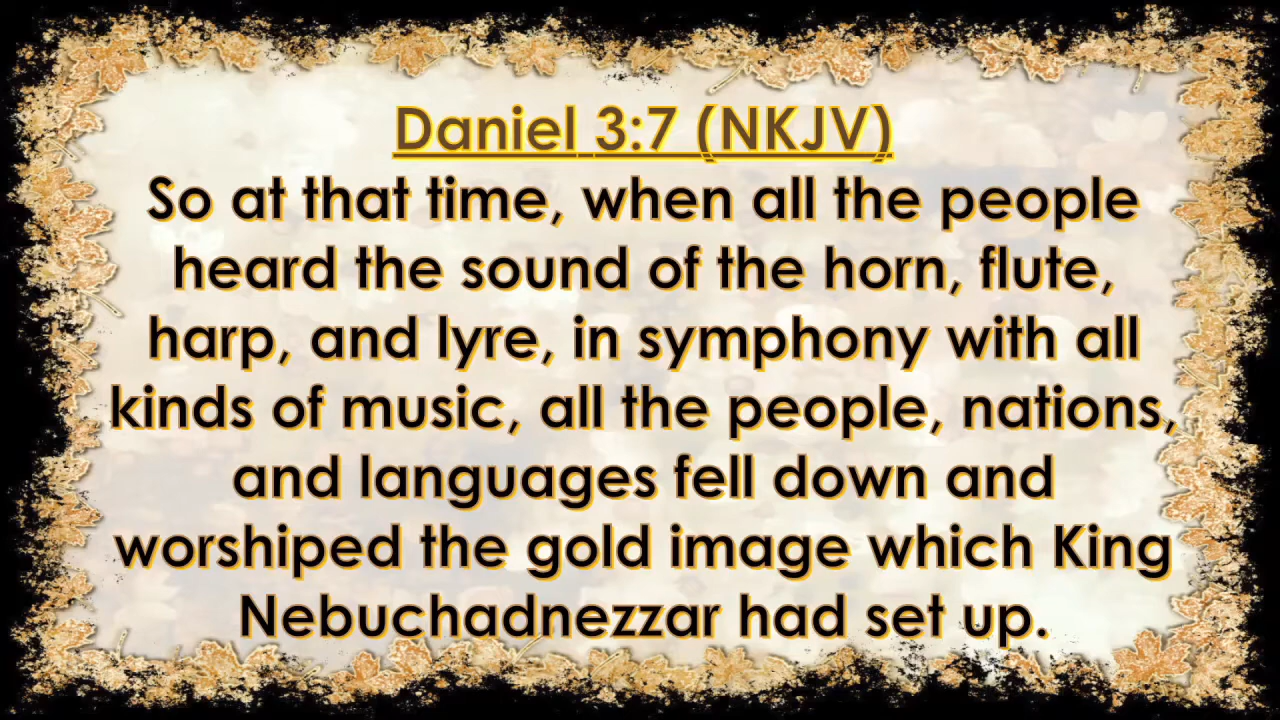 Daniel 3:7 (NKJV)
So at that time, when all the people
heard the sound of the horn, flute,
harp, and lyre, in symphony with all
kinds of music, all the people, nations,
and languages fell down and
worshiped the gold image which King
Nebuchadnezzar had set up.